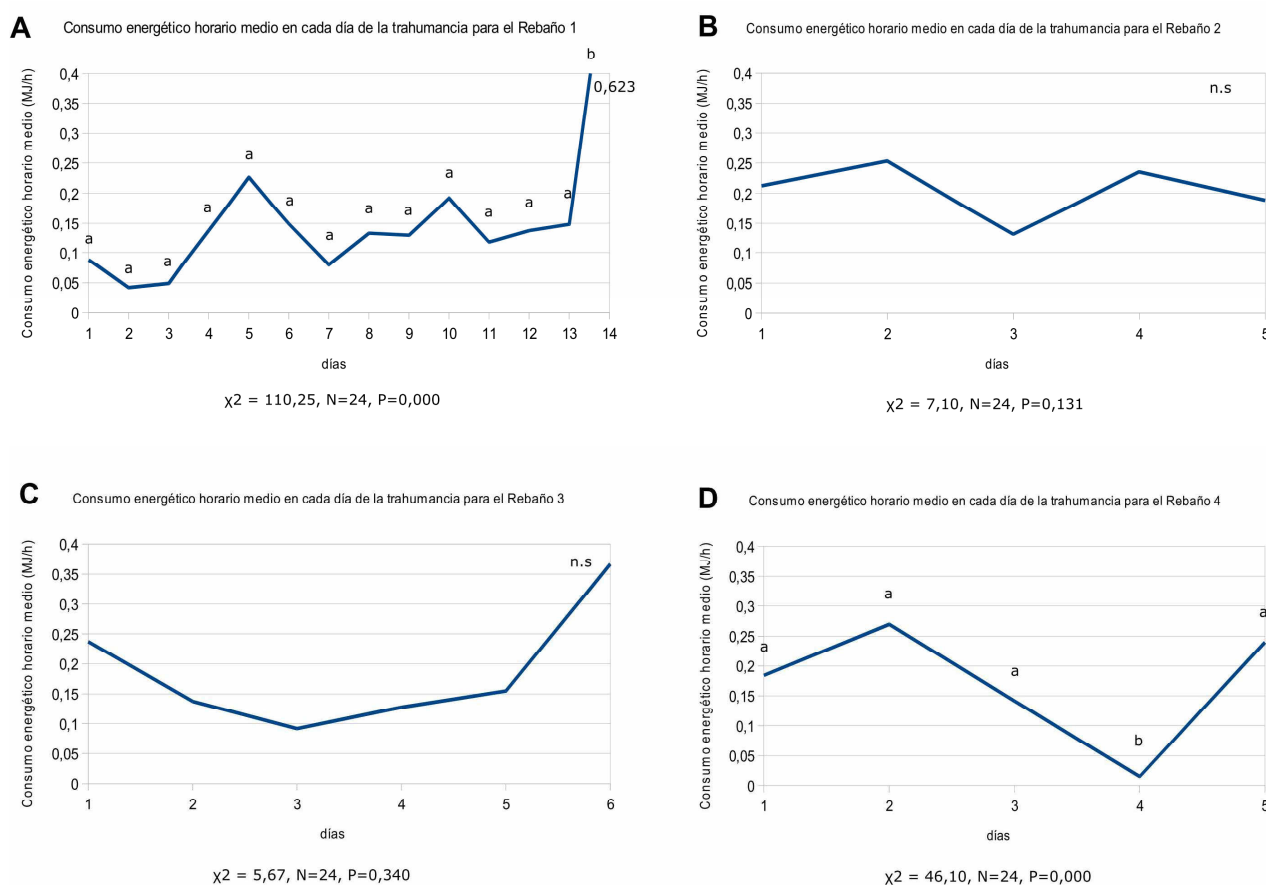 A
Consumo energético horario medio en cada día de la trahumancia para el Rebaño 1
Consumo energético horario medio (MJ/h)
0,4
0,35
0,3
0,25
0,2
0,15
0,1
0,05
0
a
a
a
a
a
a
a
a
a
a
a
a
a
b
0,623
1 2 3 4 5 6 7 8 9 10 11 12 13 14
días
χ2 = 110,25, N=24, P=0,000
B
Consumo energético horario medio en cada día de la trahumancia para el Rebaño 2
Consumo energético horario medio (MJ/h)
0,4
0,35
0,3
0,25
0,2
0,15
0,1
0,05
0
n.s
1 2 3 4 5
días
χ2 = 7,10, N=24, P=0,131
C
Consumo energético horario medio en cada día de la trahumancia para el Rebaño 3
Consumo energético horario medio (MJ/h)
0,4
0,35
0,3
0,25
0,2
0,15
0,1
0,05
0
n.s
1 2 3 4 5 6
días
χ2 = 5,67, N=24, P=0,340
D
Consumo energético horario medio en cada día de la trahumancia para el Rebaño 4
Consumo energético horario medio (MJ/h)
0,4
0,35
0,3
0,25
0,2
0,15
0,1
0,05
0
a
a
a
b
a
1 2 3 4 5
días
χ2 = 46,10, N=24, P=0,000